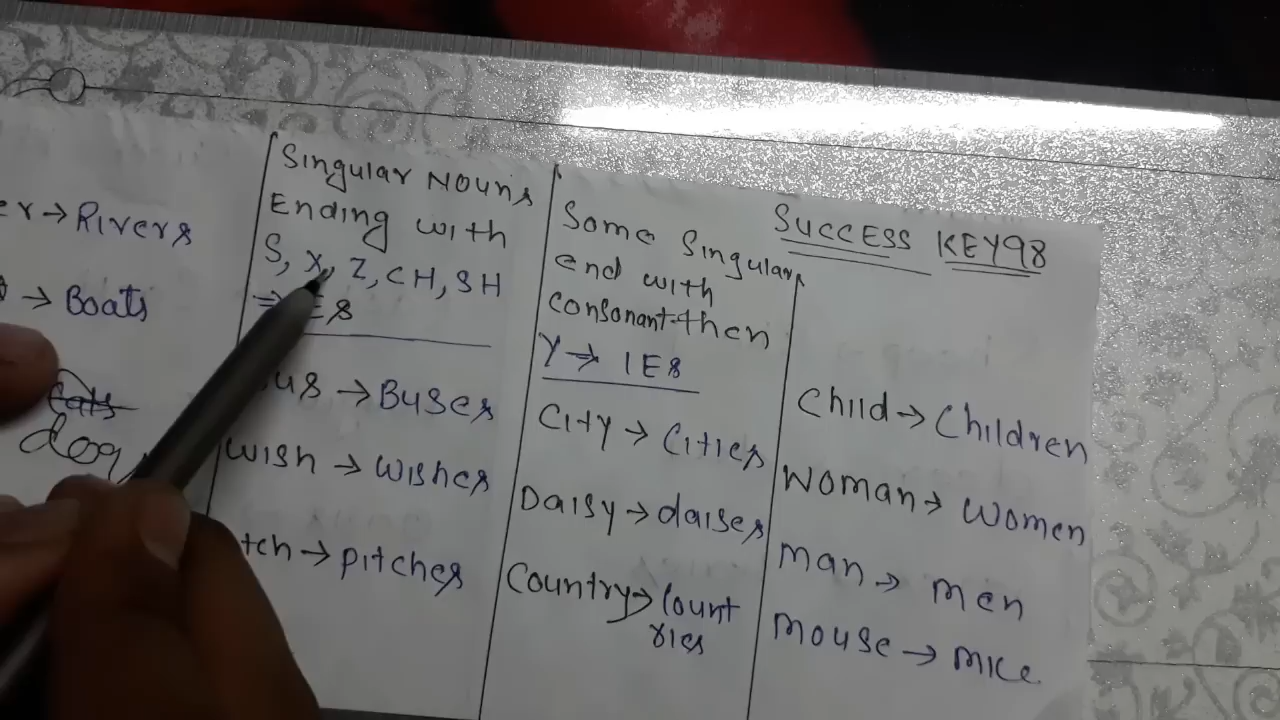 → Rivers
→ Boats
dog
Singular Nouns
Ending with
S, X, Z, CH, SH
⇒ ES
→ Buses
Wish → Wishes
tch → Pitches
Some Singular
end with
consonant then
Y → IES
City → Cities
Daisy → daises
Country → Count
ries
SUCCESS KEY98
Child → Children
Woman → Women
Man → Men
Mouse → Mice